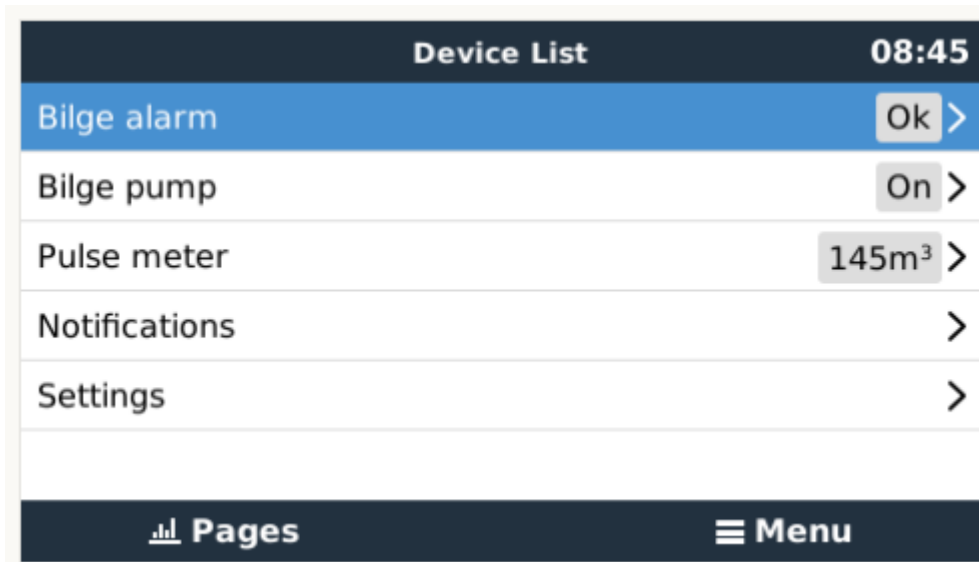 Device List 08:45
Bilge alarm Ok
Bilge pump On
Pulse meter 145m³
Notifications
Settings
Pages Menu